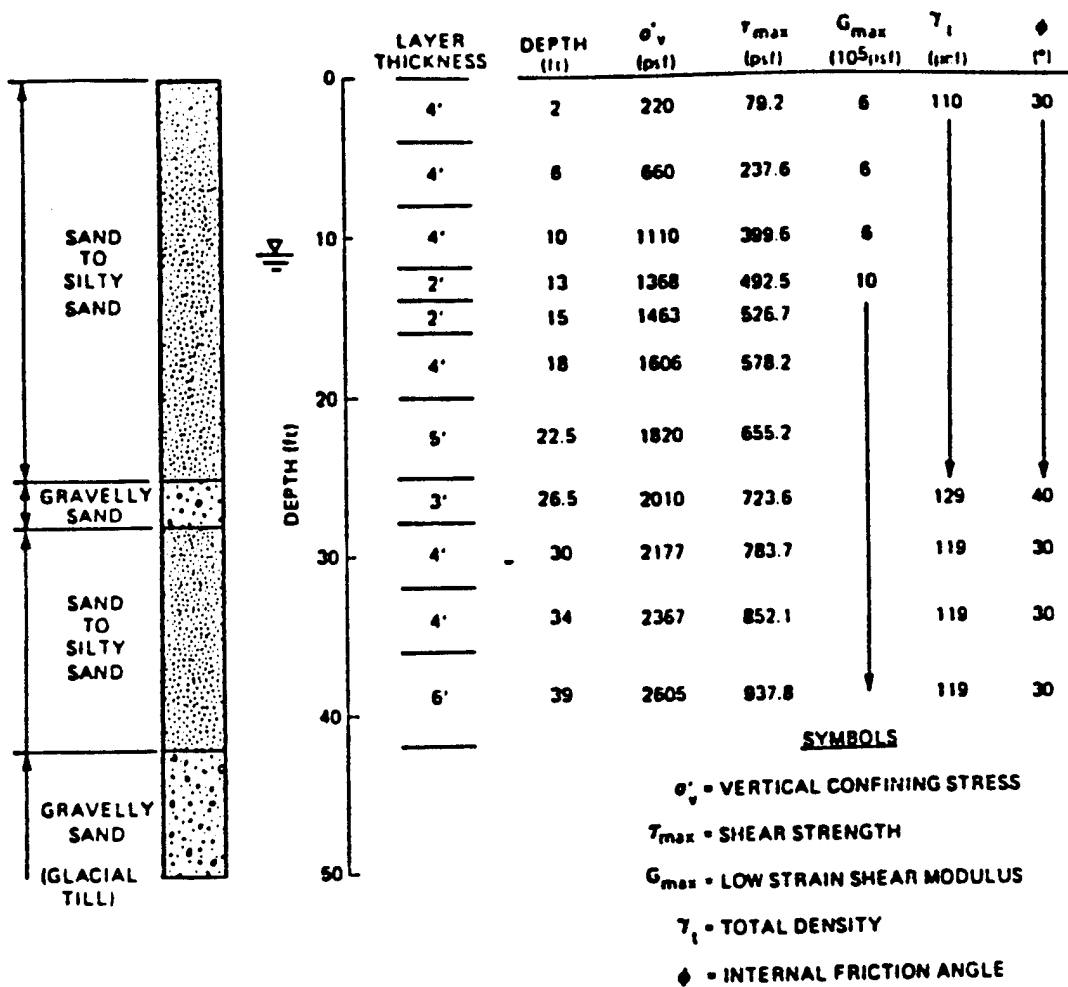 LAYER THICKNESS DEPTH (ft) σ'v (psf) τmax (psf) Gmax (10⁵psf) γt (pcf) ϕ (°)
0
4' 2 220 79.2 6 110 30
4' 6 660 237.6 6
10 4' 10 1110 399.6 6
2' 13 1368 492.5 10
2' 15 1463 526.7
4' 18 1606 578.2
20
5' 22.5 1820 655.2
3' 26.5 2010 723.6 129 40
30 4' 30 2177 783.7 119 30
4' 34 2367 852.1 119 30
6' 39 2605 937.8 119 30
40
50
DEPTH (ft)
SAND
TO
SILTY
SAND
GRAVELLY
SAND
SAND
TO
SILTY
SAND
GRAVELLY
SAND
(GLACIAL
TILL)
SYMBOLS
σ'v = VERTICAL CONFINING STRESS
τmax = SHEAR STRENGTH
Gmax = LOW STRAIN SHEAR MODULUS
γt = TOTAL DENSITY
ϕ = INTERNAL FRICTION ANGLE